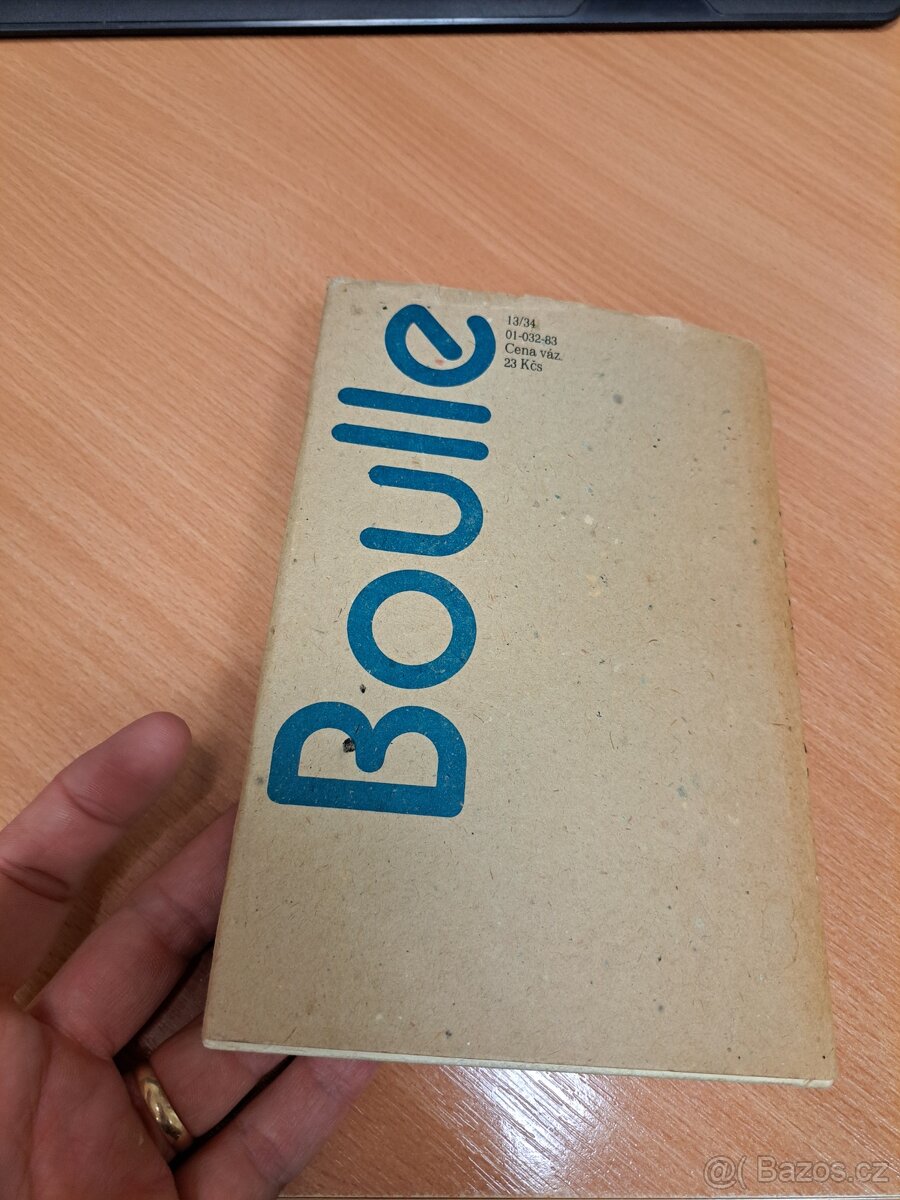 Boulle
13/34
01-032-83
Cena váz.
23 Kčs
@( Bazos.cz